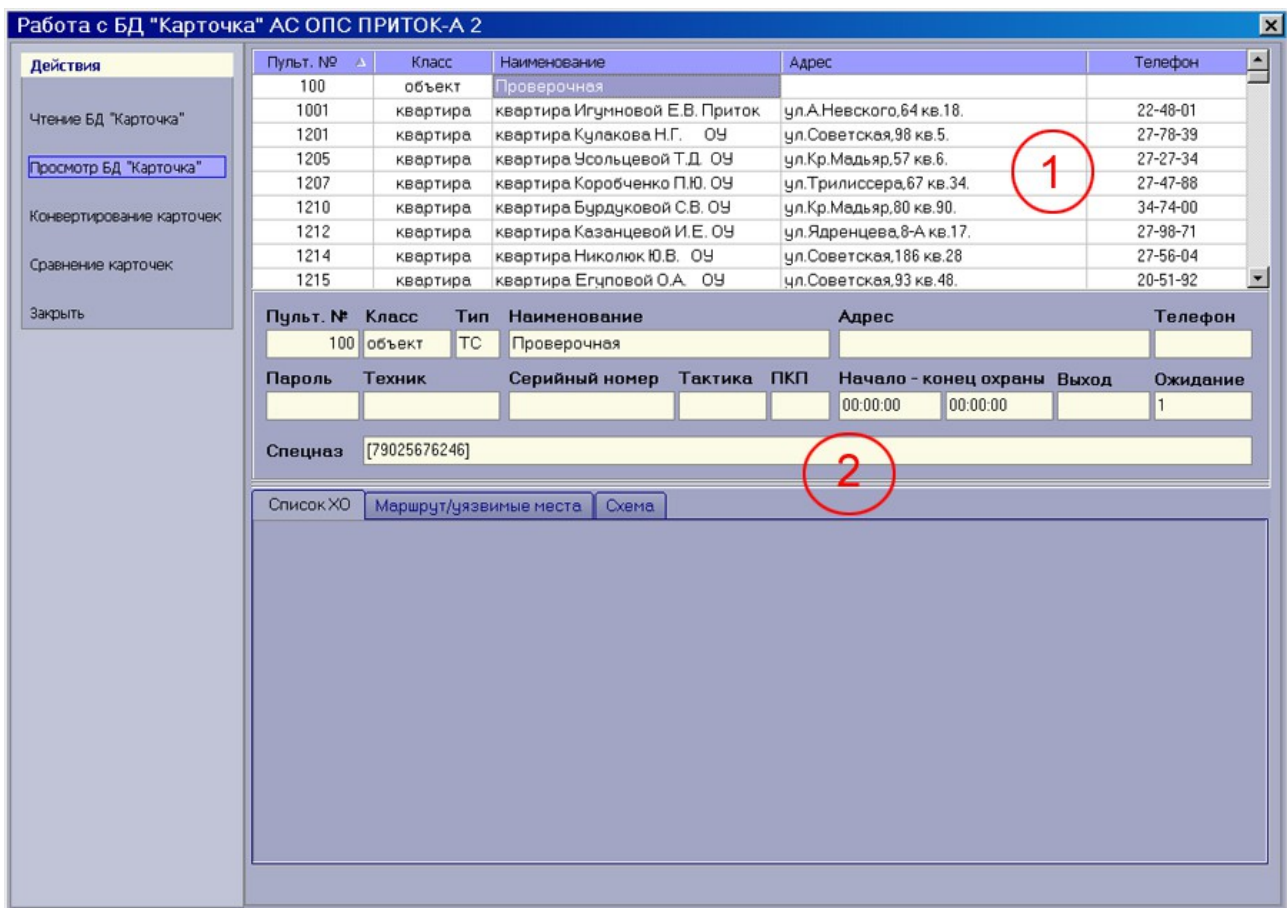 Работа с БД "Карточка" АС ОПС ПРИТОК-А 2
Действия
Чтение БД "Карточка"
Просмотр БД "Карточка"
Конвертирование карточек
Сравнение карточек
Закрыть
Пульт. № Класс Наименование Адрес Телефон
100 объект Проверочная
1001 квартира квартира Игумновой Е.В. Приток ул.А.Невского,64 кв.18. 22-48-01
1201 квартира квартира Кулакова Н.Г. ОУ ул.Советская,98 кв.5. 27-78-39
1205 квартира квартира Усольцевой Т.Д. ОУ ул.Кр.Мадьяр,57 кв.6. 27-27-34
1207 квартира квартира Коробченко П.Ю. ОУ ул.Трилиссера,67 кв.34. 27-47-88
1210 квартира квартира Бурдуковой С.В. ОУ ул.Кр.Мадьяр,80 кв.90. 34-74-00
1212 квартира квартира Казанцевой И.Е. ОУ ул.Ядренцева,8-А кв.17. 27-98-71
1214 квартира квартира Николюк Ю.В. ОУ ул.Советская,186 кв.28 27-56-04
1215 квартира квартира Егуповой О.А. ОУ ул.Советская,93 кв.48. 20-51-92
1
Пульт. № Класс Тип Наименование Адрес Телефон
100 объект ТС Проверочная
Пароль Техник Серийный номер Тактика ПКП Начало - конец охраны Выход Ожидание
00:00:00 00:00:00 1
Спецназ [79025676246]
2
Список ХО Маршрут/уязвимые места Схема